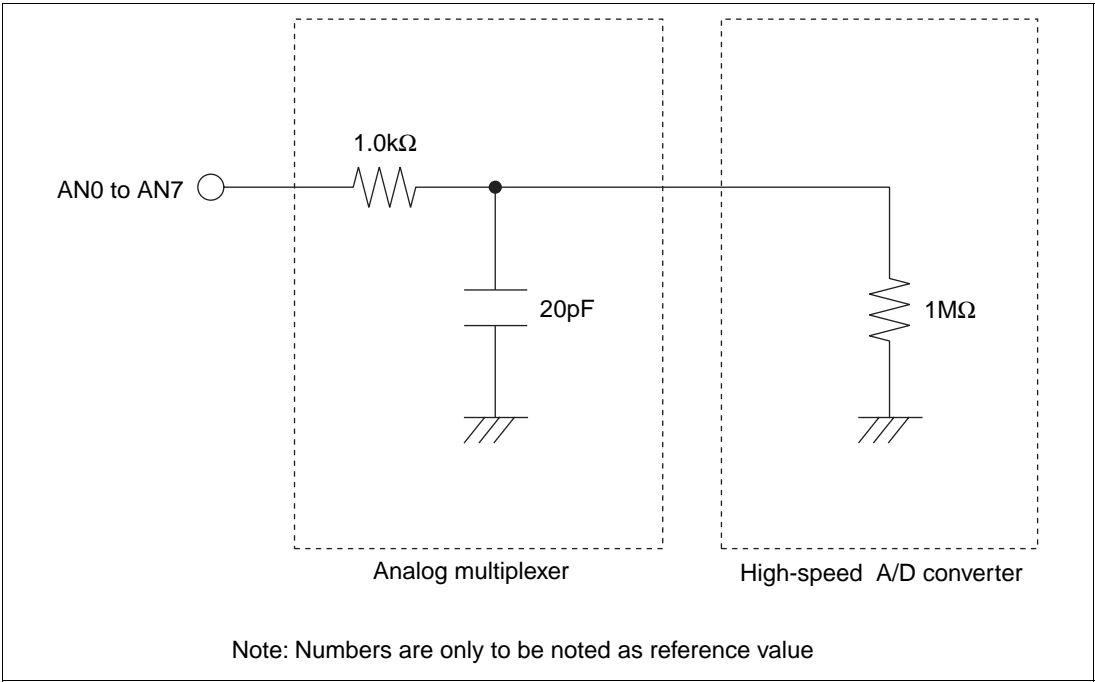 1.0kΩ
AN0 to AN7
20pF
1MΩ
Analog multiplexer
High-speed A/D converter
Note: Numbers are only to be noted as reference value